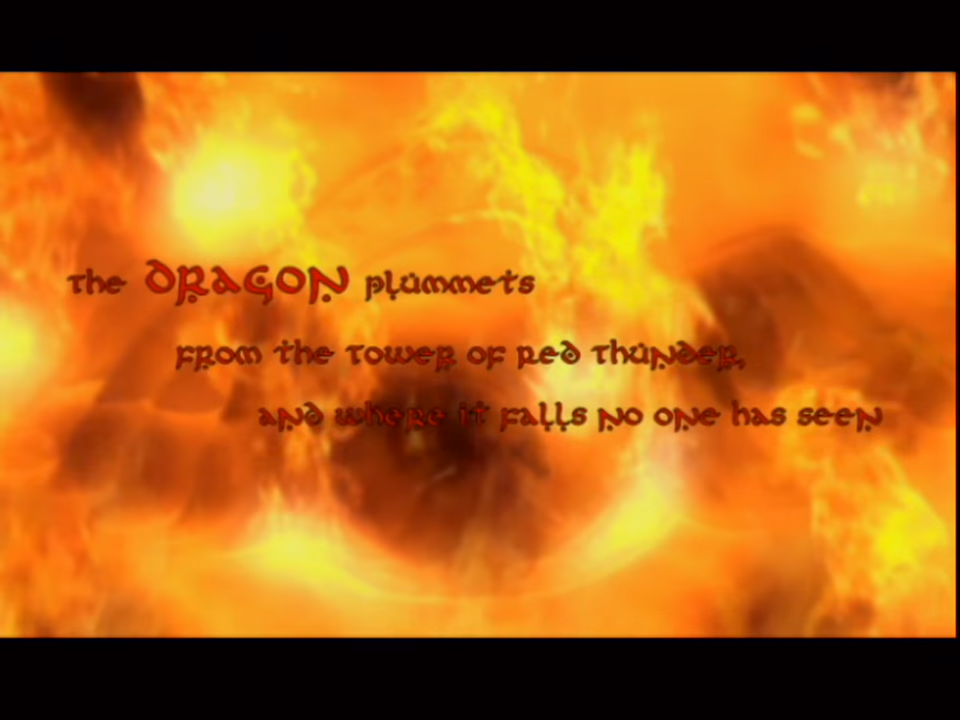 the DRAGON plummets
from the tower of red thunder,
and where it falls no one has seen